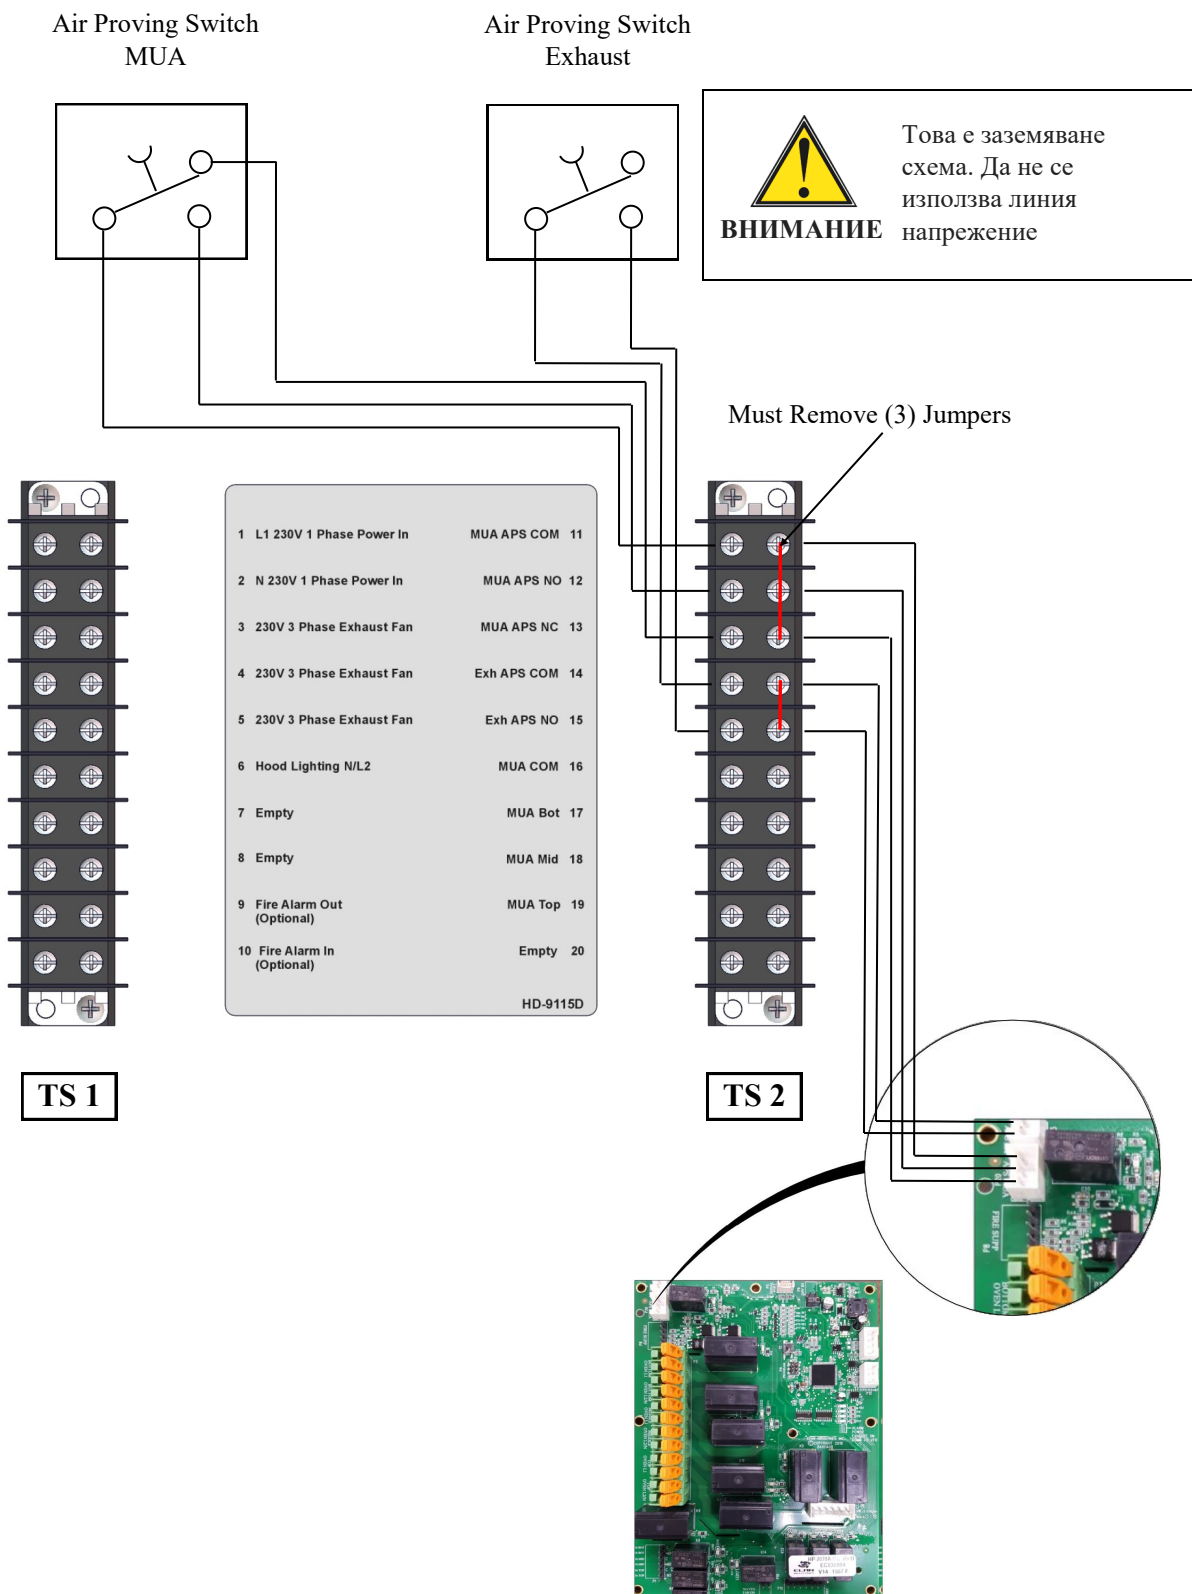 Air Proving Switch
MUA
Air Proving Switch
Exhaust
Това е заземяване
схема. Да не се
използва линия
напрежение
ВНИМАНИЕ
Must Remove (3) Jumpers
1 L1 230V 1 Phase Power In
2 N 230V 1 Phase Power In
3 230V 3 Phase Exhaust Fan
4 230V 3 Phase Exhaust Fan
5 230V 3 Phase Exhaust Fan
6 Hood Lighting N/L2
7 Empty
8 Empty
9 Fire Alarm Out
(Optional)
10 Fire Alarm In
(Optional)
MUA APS COM 11
MUA APS NO 12
MUA APS NC 13
Exh APS COM 14
Exh APS NO 15
MUA COM 16
MUA Bot 17
MUA Mid 18
MUA Top 19
Empty 20
HD-9115D
TS 1
TS 2
FIRE SUPP